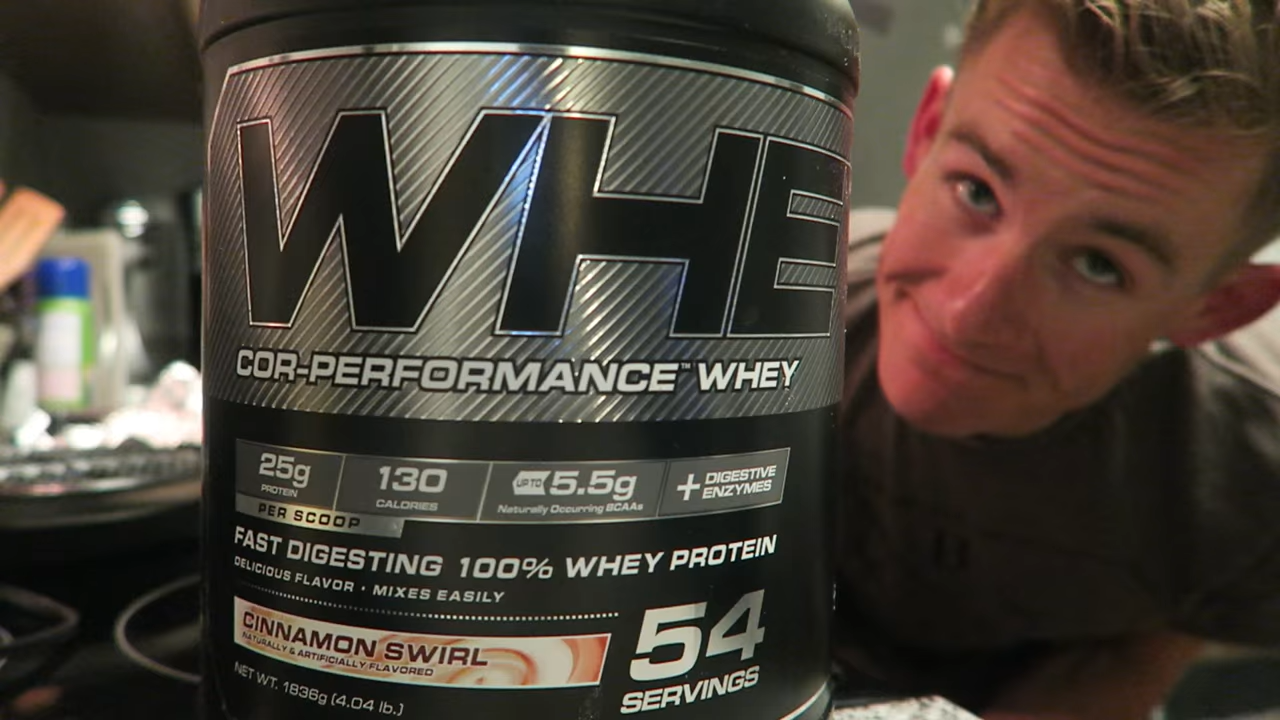 WHE
COR-PERFORMANCE™ WHEY
25g PROTEIN
130 CALORIES
UP TO 5.5g Naturally Occurring BCAAs
+ DIGESTIVE ENZYMES
PER SCOOP
FAST DIGESTING 100% WHEY PROTEIN
DELICIOUS FLAVOR • MIXES EASILY
CINNAMON SWIRL
NATURALLY & ARTIFICIALLY FLAVORED
54
SERVINGS
NET WT. 1836g (4.04 lb.)